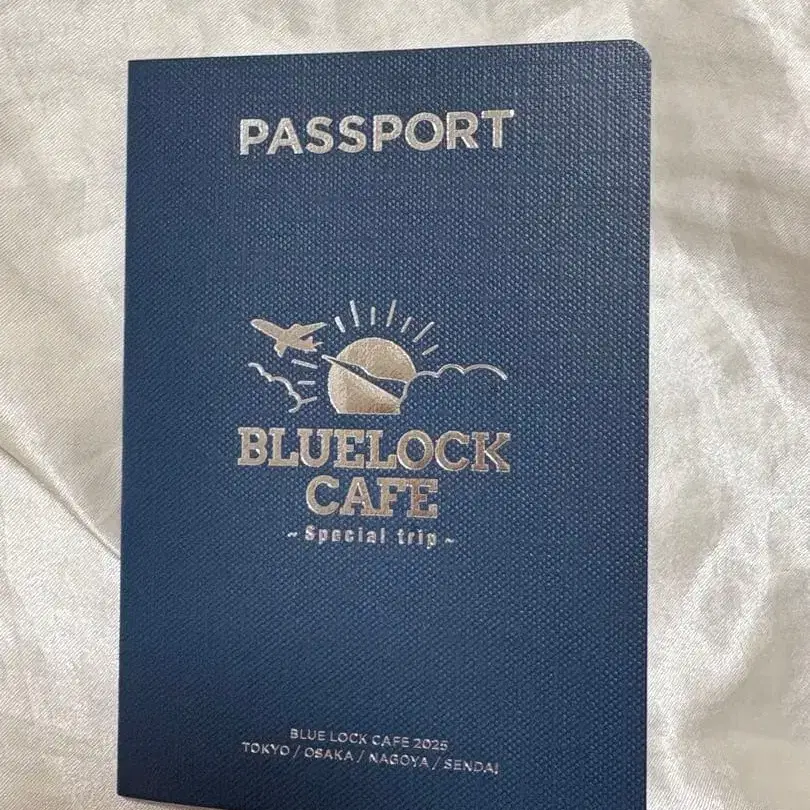 PASSPORT
BLUELOCK
CAFE
~ Special trip ~
BLUE LOCK CAFE 2025
TOKYO / OSAKA / NAGOYA / SENDAI